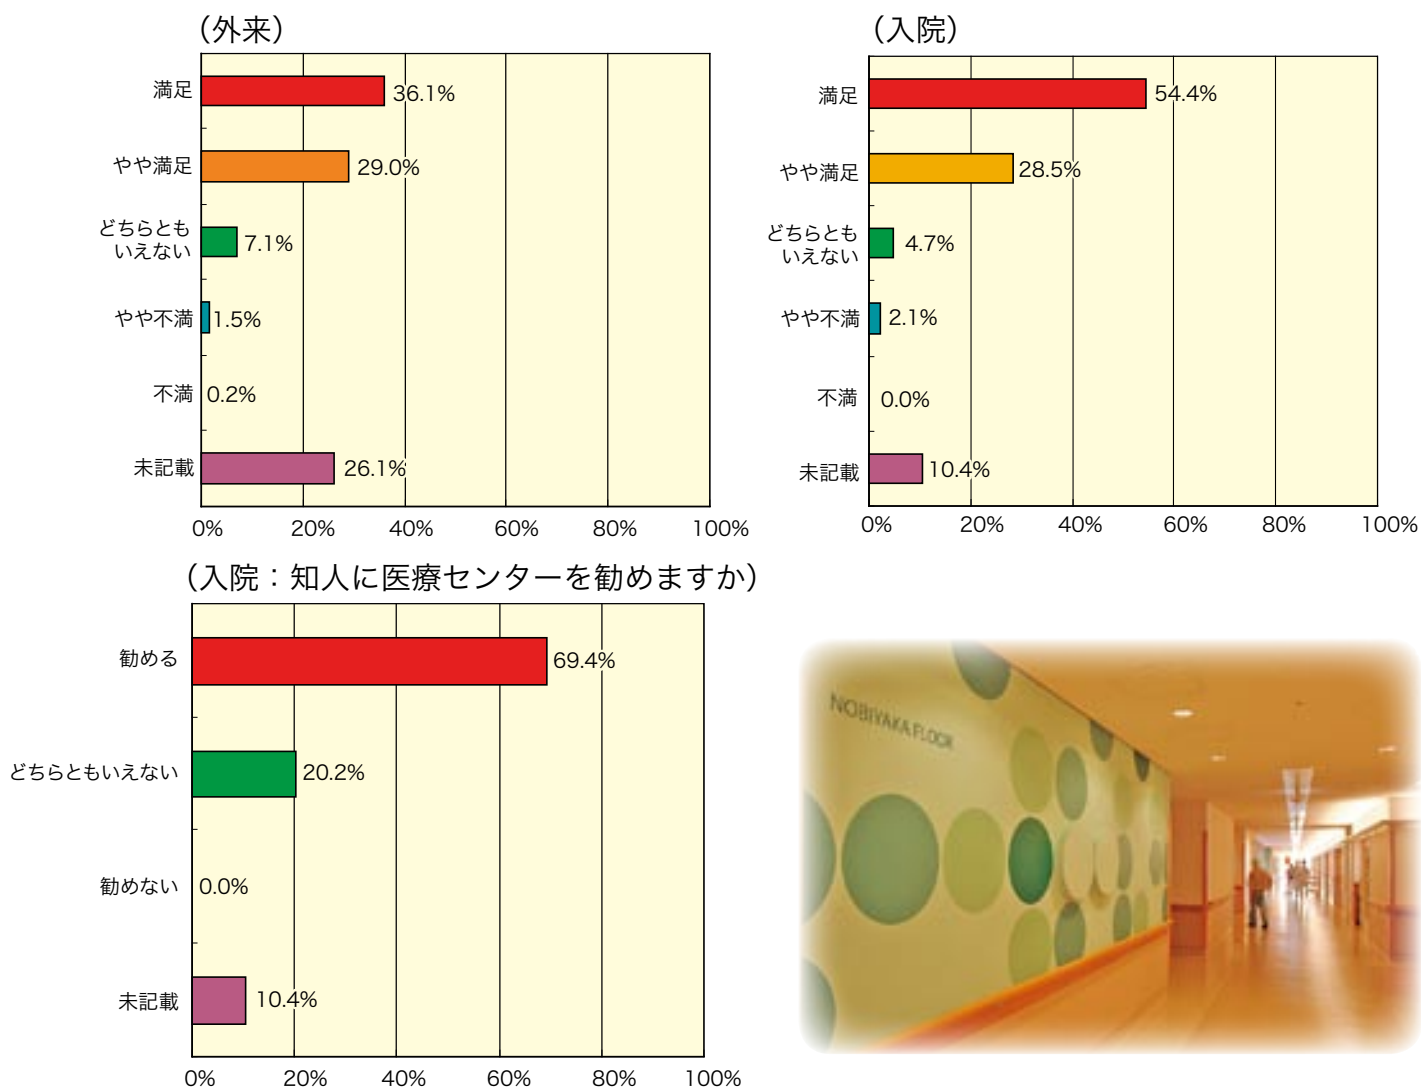 （外来）
満足
36.1%
やや満足
29.0%
どちらとも
いえない
7.1%
やや不満
1.5%
不満
0.2%
未記載
26.1%
0% 20% 40% 60% 80% 100%
（入院）
満足
54.4%
やや満足
28.5%
どちらとも
いえない
4.7%
やや不満
2.1%
不満
0.0%
未記載
10.4%
0% 20% 40% 60% 80% 100%
（入院：知人に医療センターを勧めますか）
勧める
69.4%
どちらともいえない
20.2%
勧めない
0.0%
未記載
10.4%
0% 20% 40% 60% 80% 100%
NOBIYAKA FLOOR